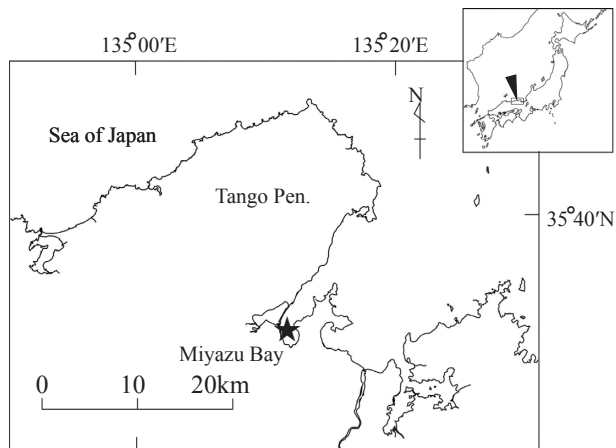 135°00′E
135°20′E
N
Sea of Japan
Tango Pen.
35°40′N
Miyazu Bay
0 10 20km